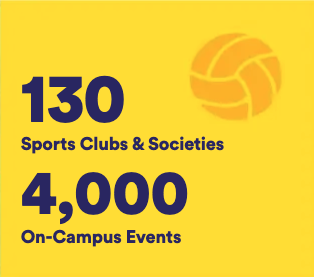 130
Sports Clubs & Societies
4,000
On-Campus Events